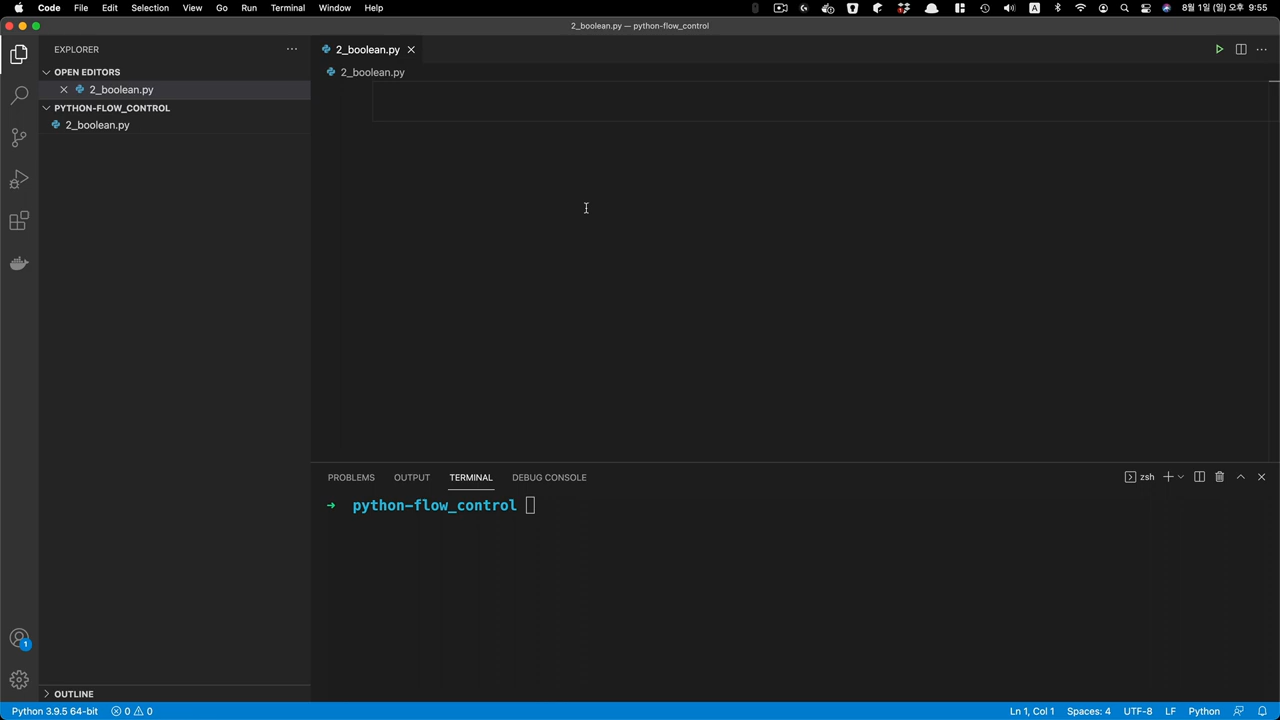 Code File Edit Selection View Go Run Terminal Window Help A 8월 1일 (일) 오후 9:55
2_boolean.py — python-flow_control
EXPLORER
2_boolean.py
OPEN EDITORS
2_boolean.py
2_boolean.py
PYTHON-FLOW_CONTROL
2_boolean.py
PROBLEMS OUTPUT TERMINAL DEBUG CONSOLE zsh
→ python-flow_control
1
OUTLINE
Python 3.9.5 64-bit 0 0 Ln 1, Col 1 Spaces: 4 UTF-8 LF Python